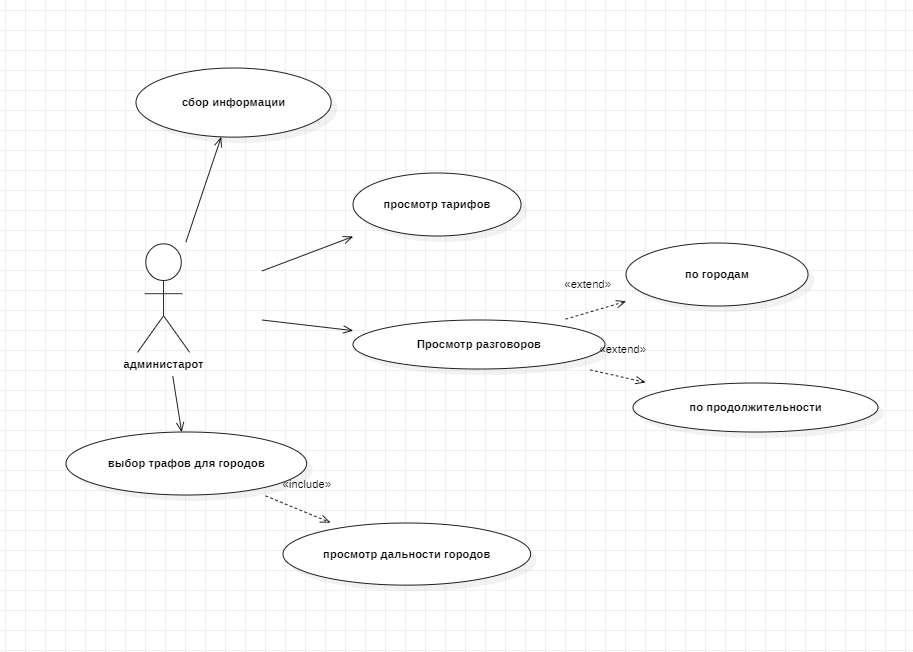 сбор информации
просмотр тарифов
по городам
«extend»
Просмотр разговоров
«extend»
администарот
по продолжительности
выбор трафов для городов
«include»
просмотр дальности городов